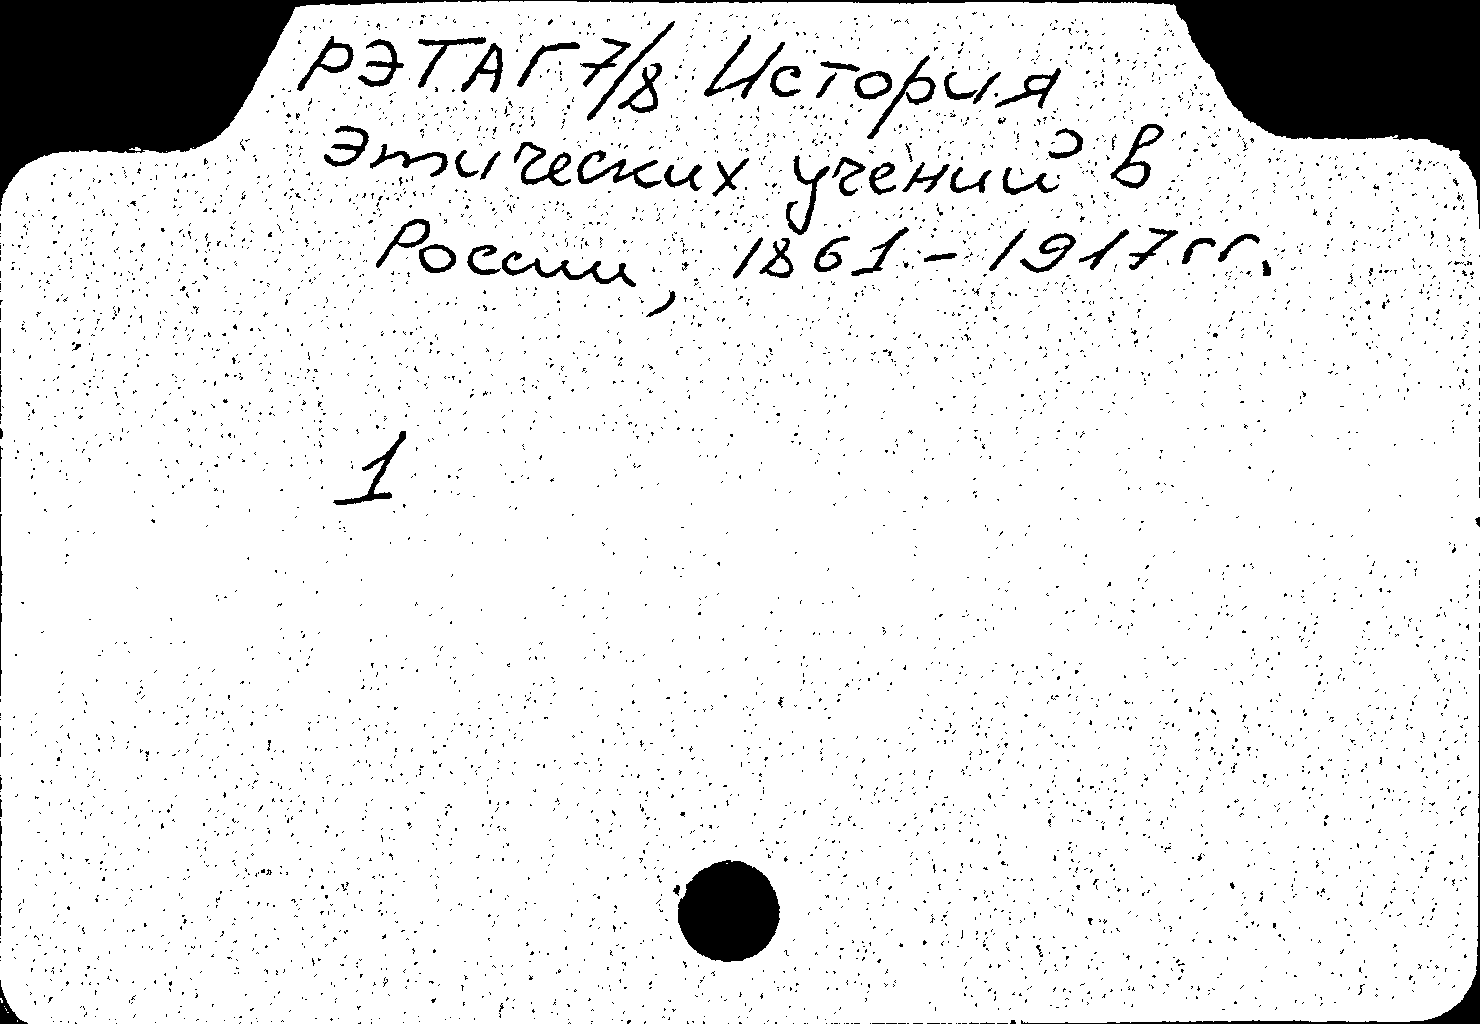 РЭТАГ7/8 История
этических учений в
России, 1861-1917гг.
1